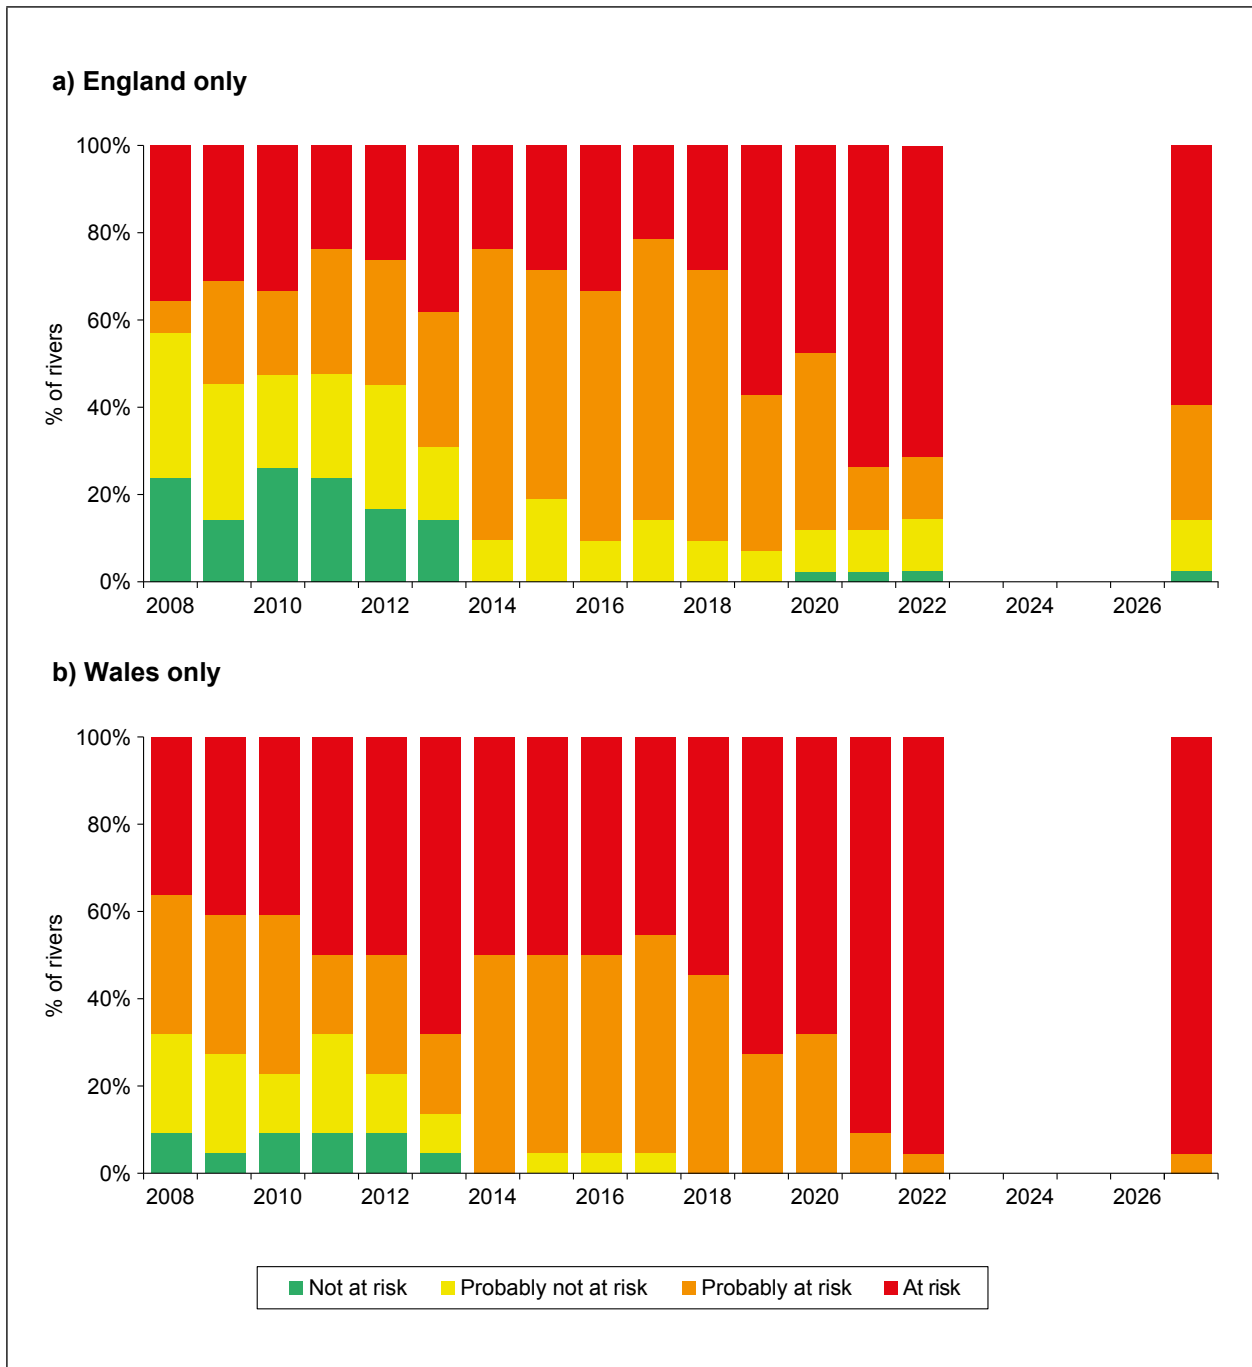 a) England only
100%
80%
60%
40%
20%
0%
% of rivers
2008 2010 2012 2014 2016 2018 2020 2022 2024 2026
b) Wales only
100%
80%
60%
40%
20%
0%
% of rivers
2008 2010 2012 2014 2016 2018 2020 2022 2024 2026
Not at risk Probably not at risk Probably at risk At risk